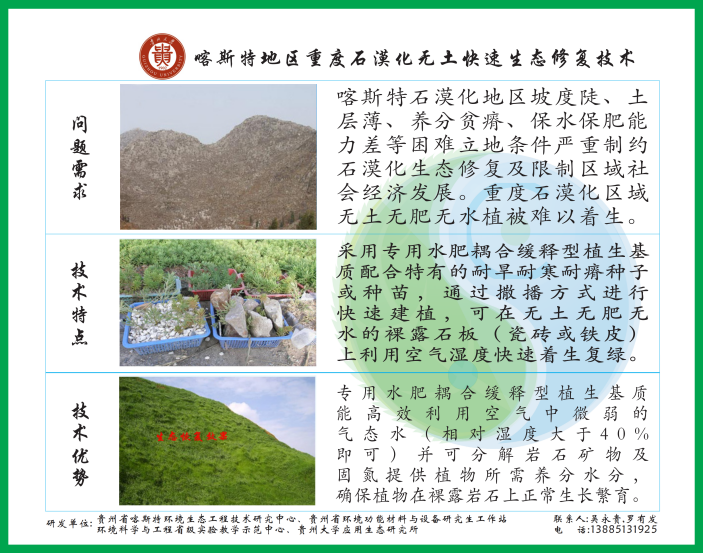 喀斯特地区重度石漠化无土快速生态修复技术
问题需求
喀斯特石漠化地区坡度陡、土
层薄、养分贫瘠、保水保肥能
力差等困难立地条件严重制约
石漠化生态修复及限制区域社
会经济发展。重度石漠化区域
无土无肥无水植被难以着生。
技术特点
采用专用水肥耦合缓释型植生基
质配合特有的耐旱耐寒耐瘠种子
或种苗，通过撒播方式进行
快速建植，可在无土无肥无
水的裸露石板（瓷砖或铁皮）
上利用空气湿度快速着生复绿。
技术优势
生态恢复效果
专用水肥耦合缓释型植生基质
能高效利用空气中微弱的
气态水（相对湿度大于40%
即可）并可分解岩石矿物及
固氮提供植物所需养分水分，
确保植物在裸露岩石上正常生长繁育。
研发单位：贵州省喀斯特环境生态工程技术研究中心、贵州省环境功能材料与设备研究生工作站
环境科学与工程省级实验教学示范中心、贵州大学应用生态研究所
联系人：吴永贵，罗有发
电 话：13885131925